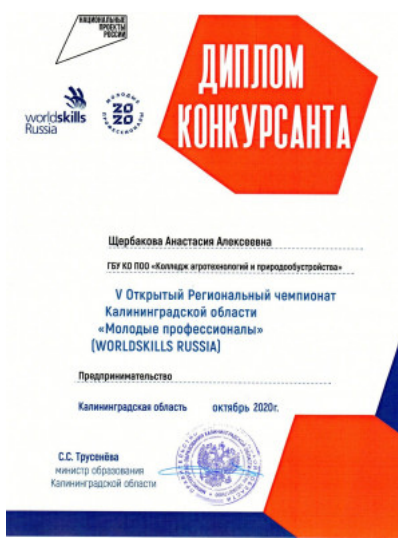 НАЦИОНАЛЬНЫЕ
ПРОЕКТЫ
РОССИИ
ДИПЛОМ
КОНКУРСАНТА
worldskills
Russia
МОЛОДЫЕ
2020
ПРОФЕССИОНАЛЫ
Щербакова Анастасия Алексеевна
ГБУ КО ПОО «Колледж агротехнологий и природообустройства»
V Открытый Региональный чемпионат
Калининградской области
«Молодые профессионалы»
(WORLDSKILLS RUSSIA)
Предпринимательство
Калининградская область октябрь 2020г.
С.С. Трусенёва
министр образования
Калининградской области